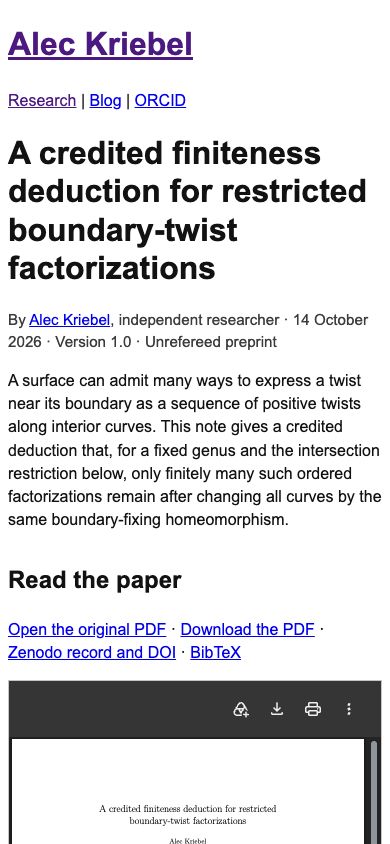 Alec Kriebel
Research | Blog | ORCID
A credited finiteness
deduction for restricted
boundary-twist
factorizations
By Alec Kriebel, independent researcher · 14 October
2026 · Version 1.0 · Unrefereed preprint
A surface can admit many ways to express a twist
near its boundary as a sequence of positive twists
along interior curves. This note gives a credited
deduction that, for a fixed genus and the intersection
restriction below, only finitely many such ordered
factorizations remain after changing all curves by the
same boundary-fixing homeomorphism.
Read the paper
Open the original PDF · Download the PDF ·
Zenodo record and DOI · BibTeX
A credited finiteness deduction for restricted
boundary-twist factorizations
Alec Kriebel